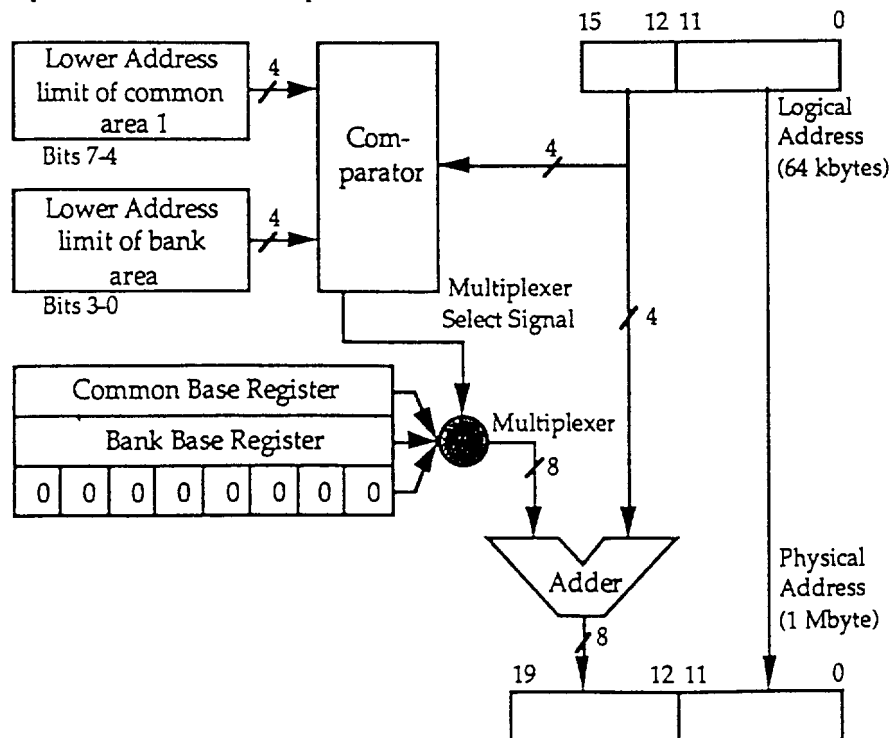 15 12 11 0
Lower Address
limit of common
area 1
4
Bits 7-4
Com-
parator
4
Logical
Address
(64 kbytes)
Lower Address
limit of bank
area
4
Bits 3-0
Multiplexer
Select Signal
4
Common Base Register
Bank Base Register
0 0 0 0 0 0 0 0
Multiplexer
8
Adder
Physical
Address
(1 Mbyte)
8
19 12 11 0